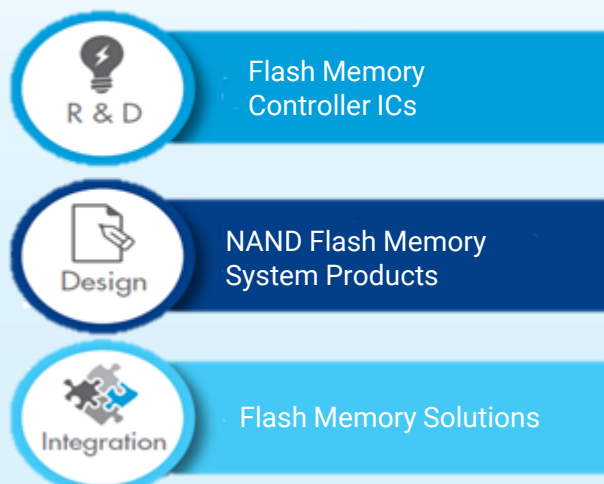 R & D
Flash Memory
Controller ICs
Design
NAND Flash Memory
System Products
Integration
Flash Memory Solutions